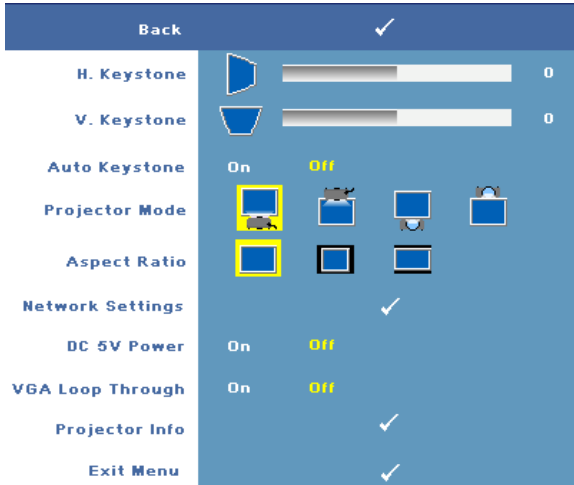 Back
H. Keystone 0
V. Keystone 0
Auto Keystone On Off
Projector Mode
Aspect Ratio
Network Settings
DC 5V Power On Off
VGA Loop Through On Off
Projector Info
Exit Menu